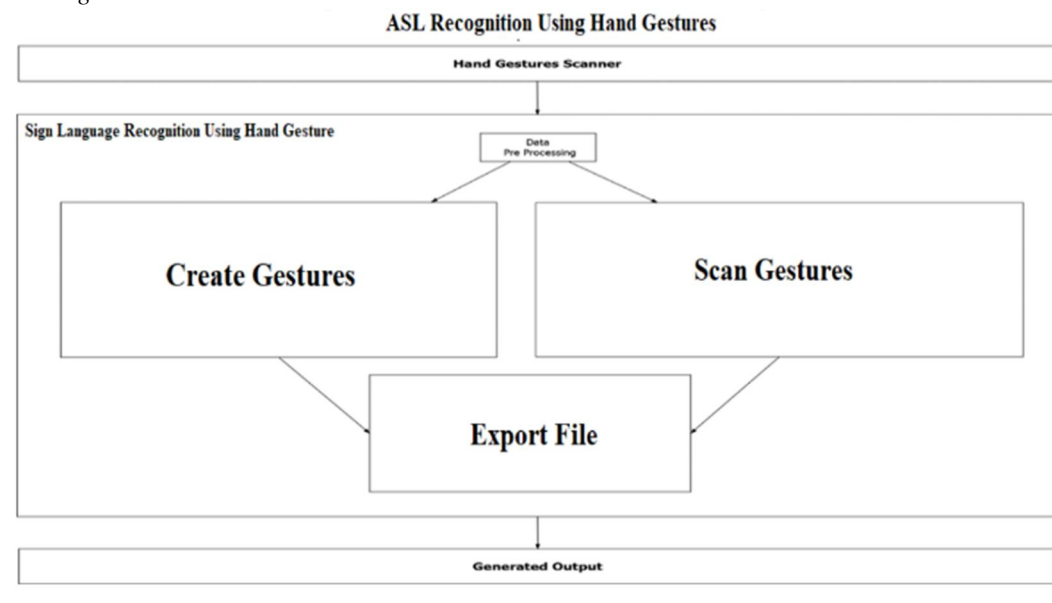 ASL Recognition Using Hand Gestures
Hand Gestures Scanner
Sign Language Recognition Using Hand Gesture
Data
Pre Processing
Create Gestures
Scan Gestures
Export File
Generated Output